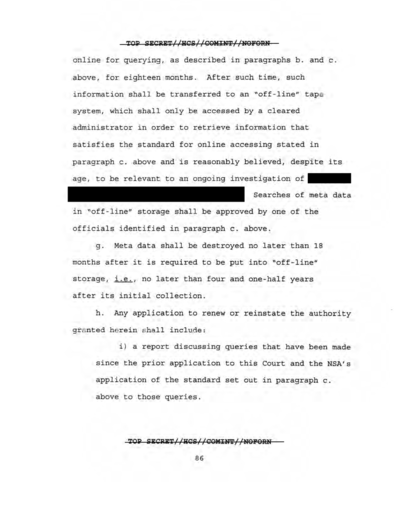 TOP SECRET//HCS//COMINT//NOFORN
online for querying, as described in paragraphs b. and c.
above, for eighteen months. After such time, such
information shall be transferred to an "off-line" tape
system, which shall only be accessed by a cleared
administrator in order to retrieve information that
satisfies the standard for online accessing stated in
paragraph c. above and is reasonably believed, despite its
age, to be relevant to an ongoing investigation of
Searches of meta data
in "off-line" storage shall be approved by one of the
officials identified in paragraph c. above.
g. Meta data shall be destroyed no later than 18
months after it is required to be put into "off-line"
storage, i.e., no later than four and one-half years
after its initial collection.
h. Any application to renew or reinstate the authority
granted herein shall include:
i) a report discussing queries that have been made
since the prior application to this Court and the NSA's
application of the standard set out in paragraph c.
above to those queries.
TOP SECRET//HCS//COMINT//NOFORN
86